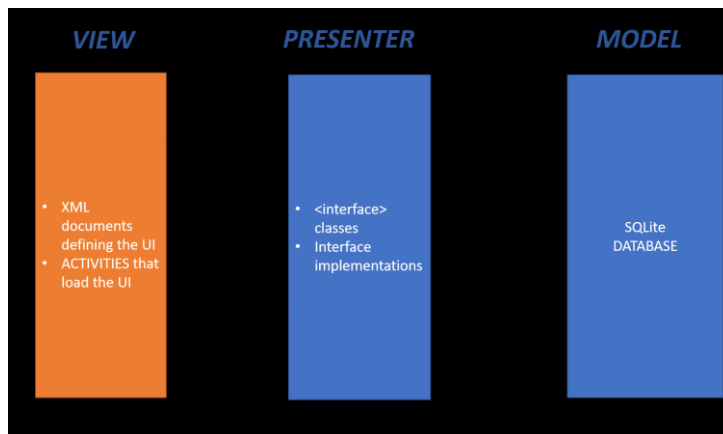 VIEW
PRESENTER
MODEL
• XML
documents
defining the UI
• ACTIVITIES that
load the UI
• <interface>
classes
• Interface
implementations
SQLite
DATABASE